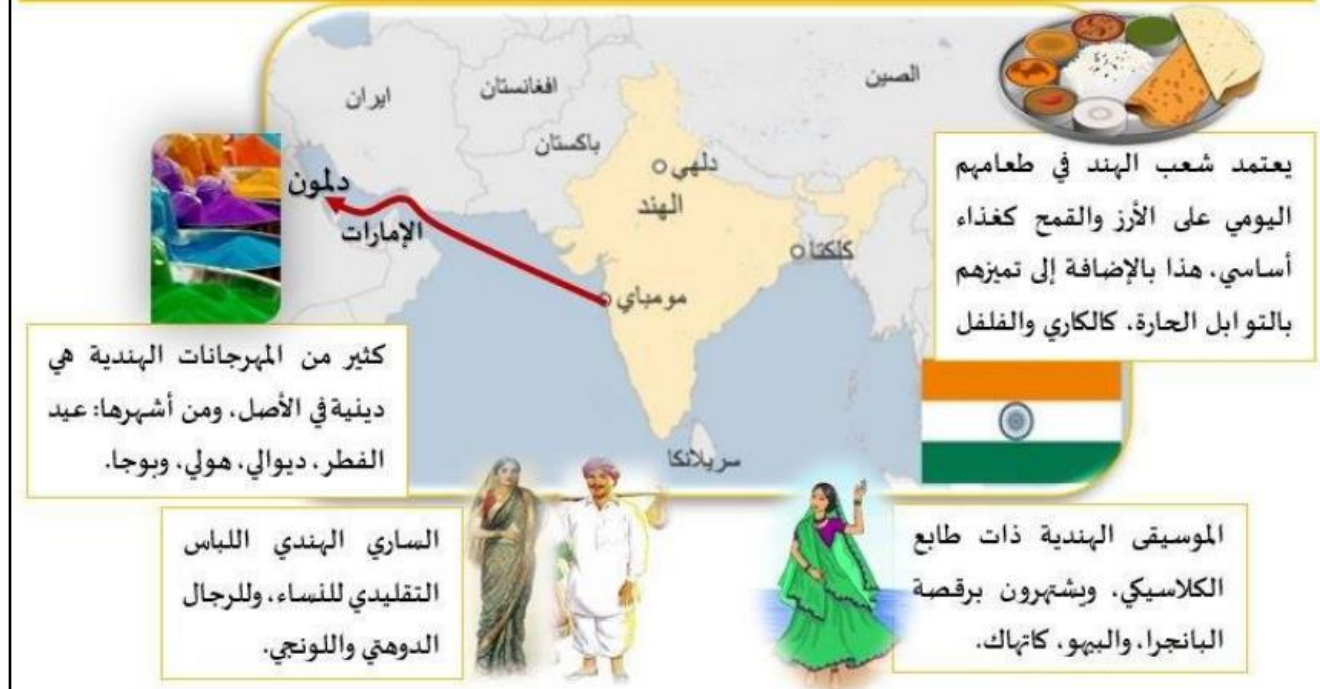 الصين
افغانستان
ايران
باكستان
دلهي
الهند
دلمون
الإمارات
كلكتا
مومباي
سريلانكا
يعتمد شعب الهند في طعامهم
اليومي على الأرز والقمح كغذاء
أساسي، هذا بالإضافة إلى تميزهم
بالتوابل الحارة، كالكاري والفلفل
كثير من المهرجانات الهندية هي
دينية في الأصل، ومن أشهرها: عيد
الفطر، ديوالي، هولي، وبوجا.
الموسيقى الهندية ذات طابع
الكلاسيكي، ويشتهرون برقصة
البانجرا، والبيهو، كاتهاك.
الساري الهندي اللباس
التقليدي للنساء، وللرجال
الدوهتي واللونجي.